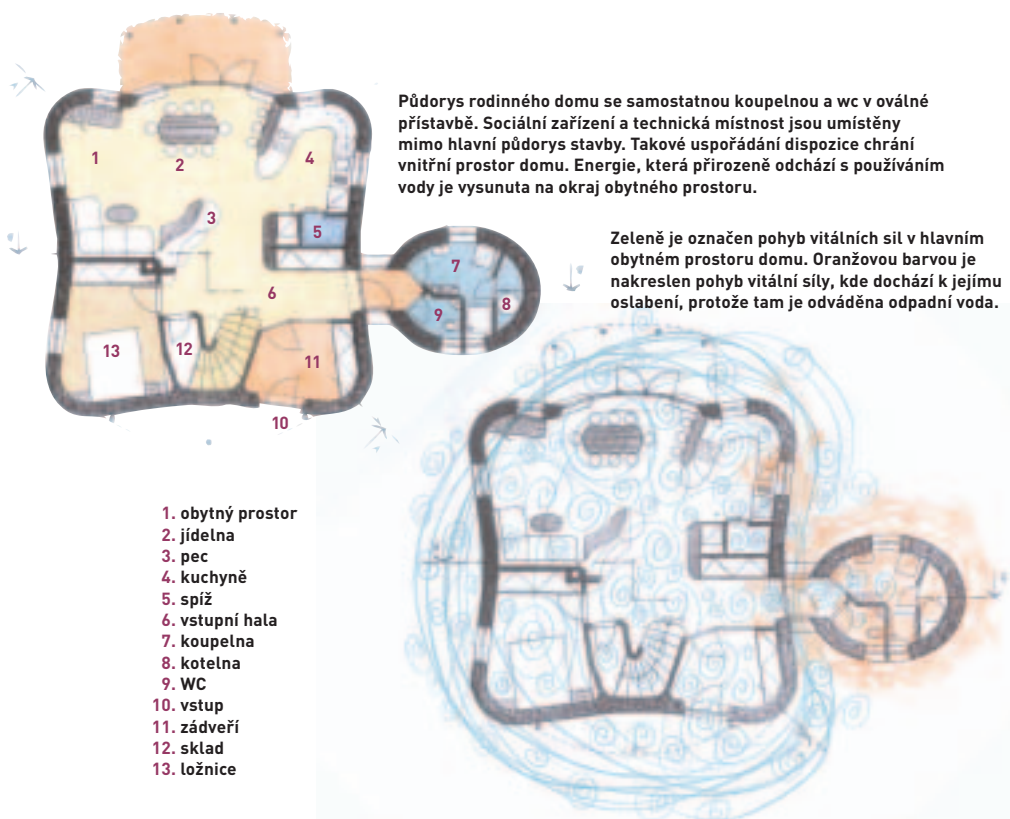 Půdorys rodinného domu se samostatnou koupelnou a wc v oválné
přístavbě. Sociální zařízení a technická místnost jsou umístěny
mimo hlavní půdorys stavby. Takové uspořádání dispozice chrání
vnitřní prostor domu. Energie, která přirozeně odchází s používáním
vody je vysunuta na okraj obytného prostoru.
Zeleně je označen pohyb vitálních sil v hlavním
obytném prostoru domu. Oranžovou barvou je
nakreslen pohyb vitální síly, kde dochází k jejímu
oslabení, protože tam je odváděna odpadní voda.
1
2
4
3
5
6
7
8
9
13
12
11
10
1. obytný prostor
2. jídelna
3. pec
4. kuchyně
5. spíž
6. vstupní hala
7. koupelna
8. kotelna
9. WC
10. vstup
11. zádveří
12. sklad
13. ložnice